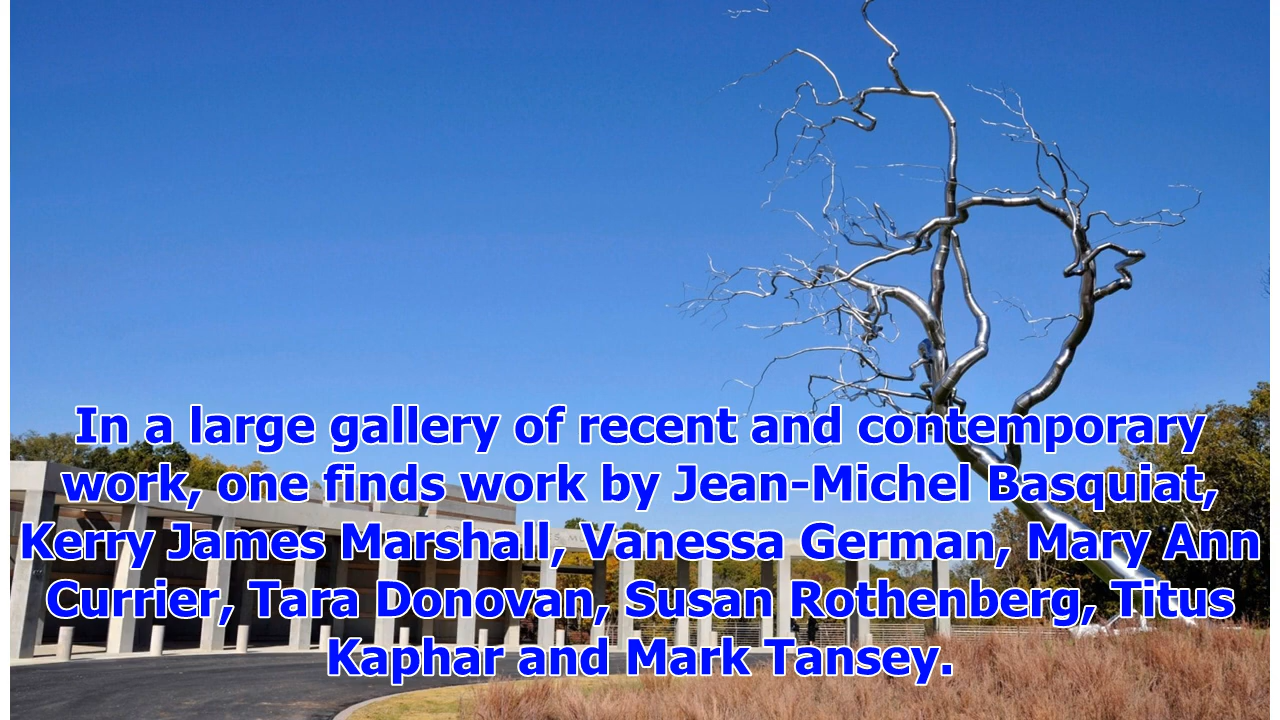 In a large gallery of recent and contemporary
work, one finds work by Jean-Michel Basquiat,
Kerry James Marshall, Vanessa German, Mary Ann
Currier, Tara Donovan, Susan Rothenberg, Titus
Kaphar and Mark Tansey.